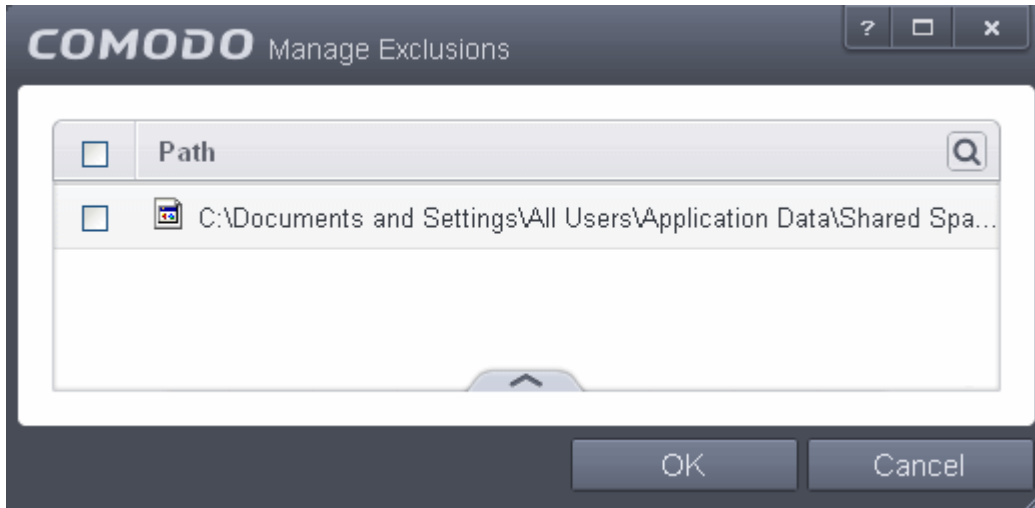 COMODO Manage Exclusions
?
Path
C:\Documents and Settings\All Users\Application Data\Shared Spa...
OK
Cancel